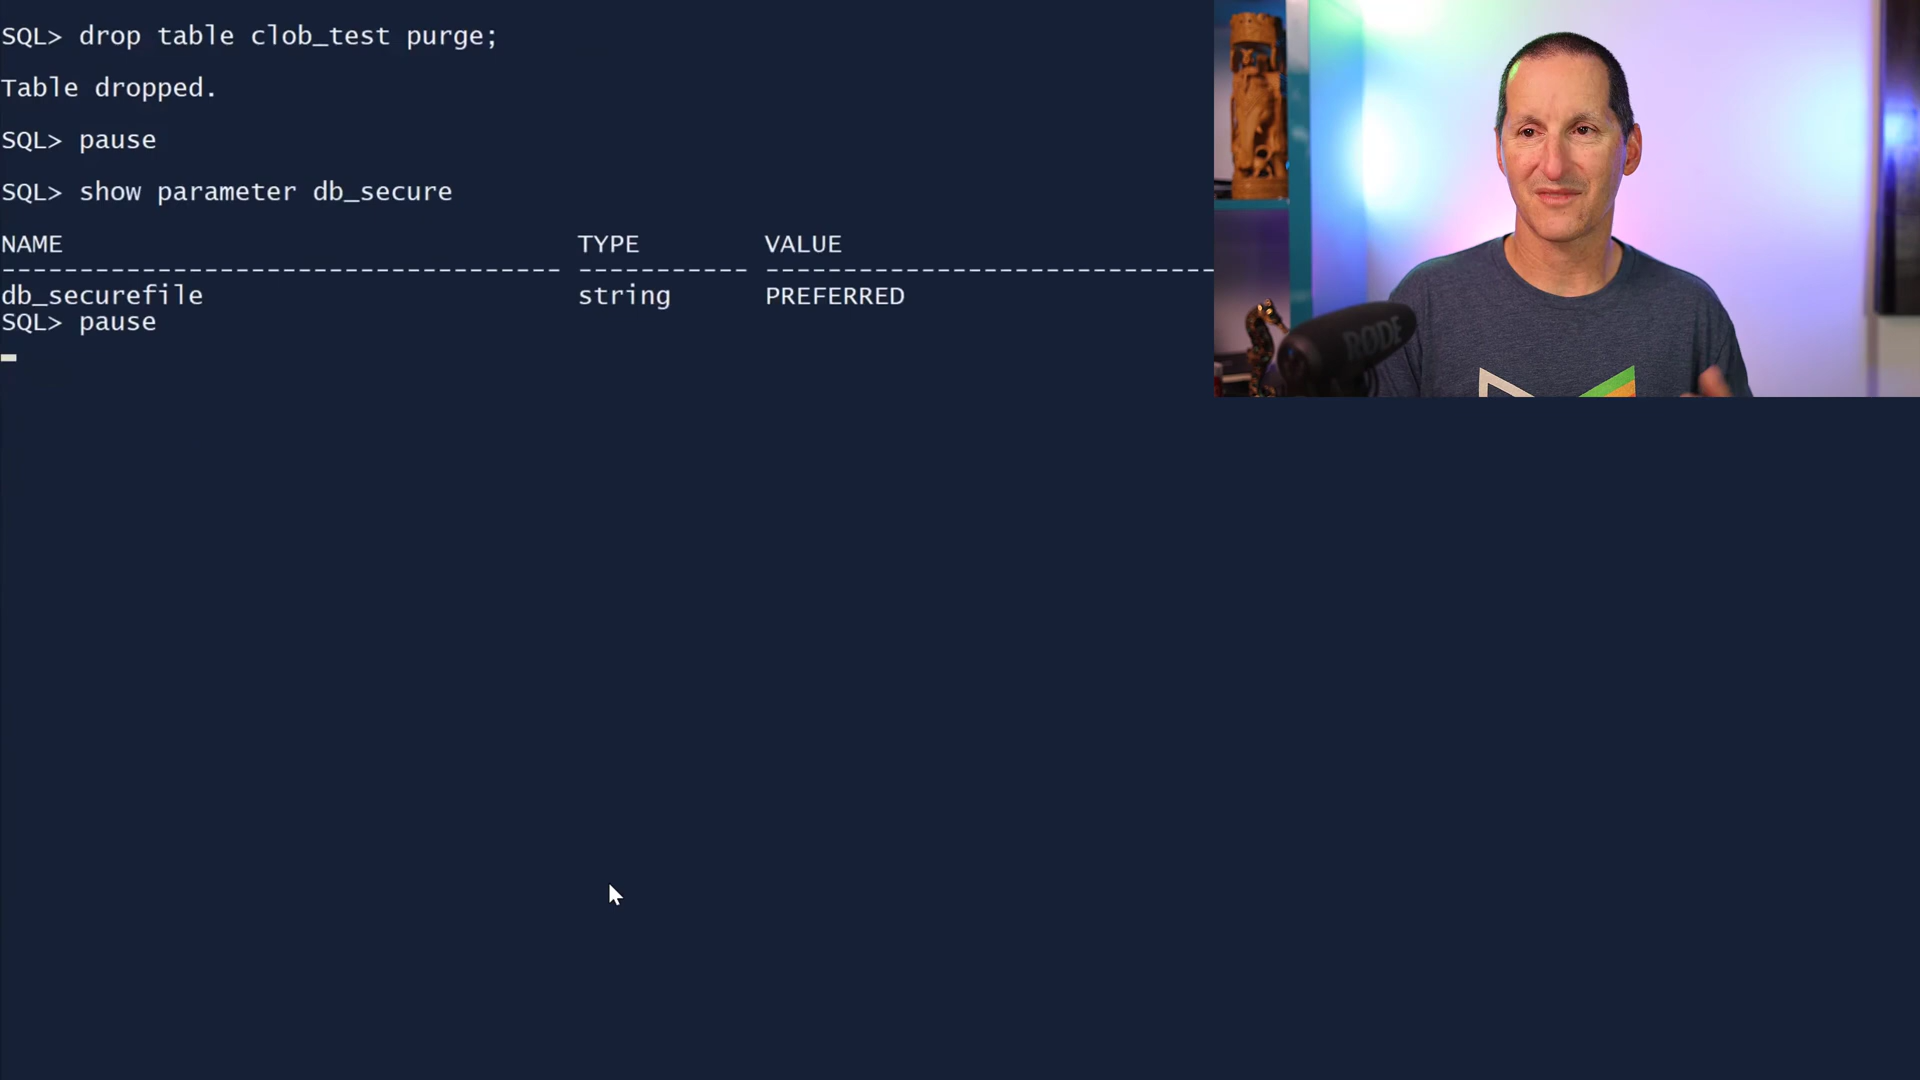 SQL> drop table clob_test purge;
Table dropped.
SQL> pause
SQL> show parameter db_secure
NAME                                 TYPE        VALUE
------------------------------------ ----------- -----------------------------
db_securefile                        string      PREFERRED
SQL> pause
RØDE